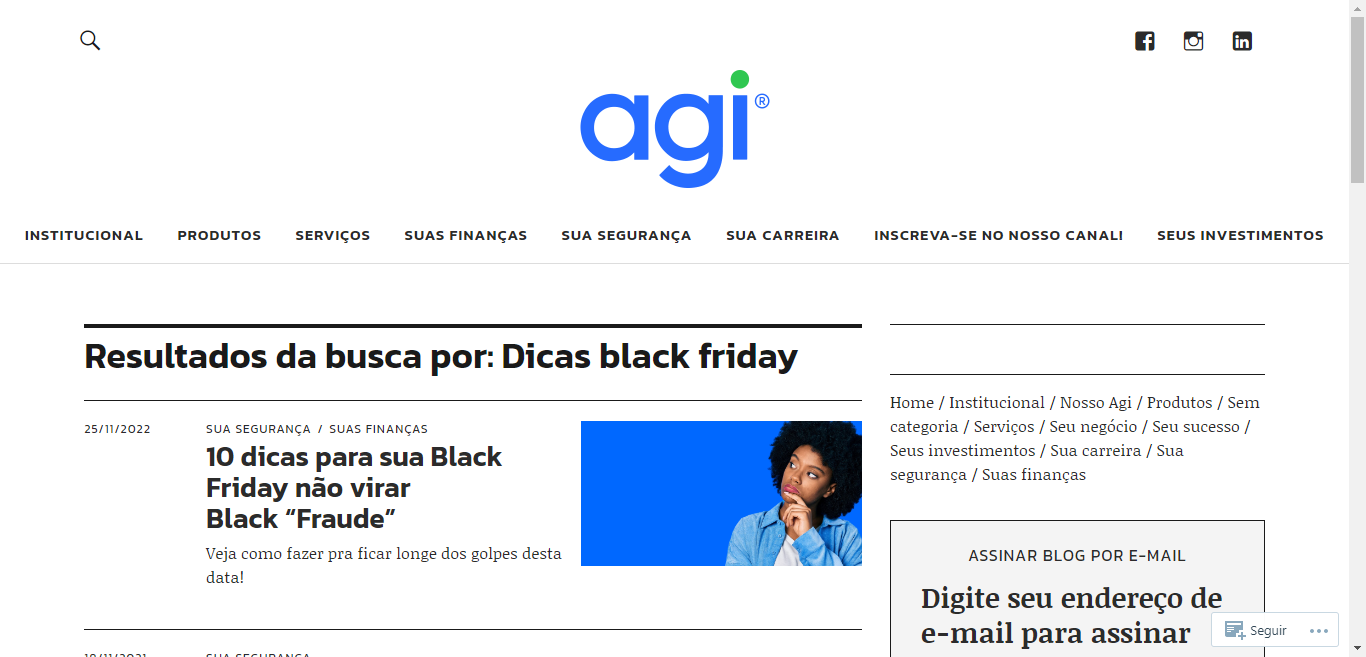 agi®
INSTITUCIONAL PRODUTOS SERVIÇOS SUAS FINANÇAS SUA SEGURANÇA SUA CARREIRA INSCREVA-SE NO NOSSO CANAL! SEUS INVESTIMENTOS
Resultados da busca por: Dicas black friday
25/11/2022
SUA SEGURANÇA / SUAS FINANÇAS
10 dicas para sua Black
Friday não virar
Black “Fraude”
Veja como fazer pra ficar longe dos golpes desta
data!
18/11/2021
SUA SEGURANÇA
Home / Institucional / Nosso Agi / Produtos / Sem
categoria / Serviços / Seu negócio / Seu sucesso /
Seus investimentos / Sua carreira / Sua
segurança / Suas finanças
ASSINAR BLOG POR E-MAIL
Digite seu endereço de
e-mail para assinar
Seguir